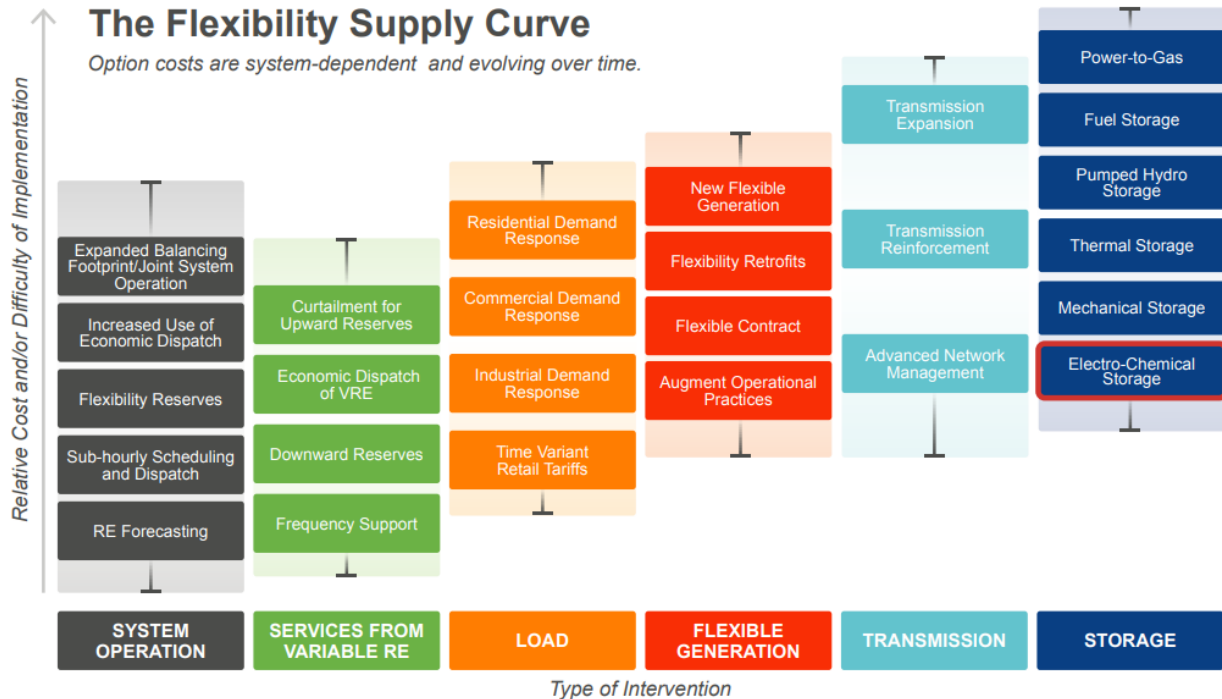 The Flexibility Supply Curve
Option costs are system-dependent and evolving over time.
Relative Cost and/or Difficulty of Implementation
Expanded Balancing
Footprint/Joint System
Operation
Increased Use of
Economic Dispatch
Flexibility Reserves
Sub-hourly Scheduling
and Dispatch
RE Forecasting
SYSTEM
OPERATION
Curtailment for
Upward Reserves
Economic Dispatch
of VRE
Downward Reserves
Frequency Support
SERVICES FROM
VARIABLE RE
Residential Demand
Response
Commercial Demand
Response
Industrial Demand
Response
Time Variant
Retail Tariffs
LOAD
New Flexible
Generation
Flexibility Retrofits
Flexible Contract
Augment Operational
Practices
FLEXIBLE
GENERATION
Transmission
Expansion
Transmission
Reinforcement
Advanced Network
Management
TRANSMISSION
Power-to-Gas
Fuel Storage
Pumped Hydro
Storage
Thermal Storage
Mechanical Storage
Electro-Chemical
Storage
STORAGE
Type of Intervention